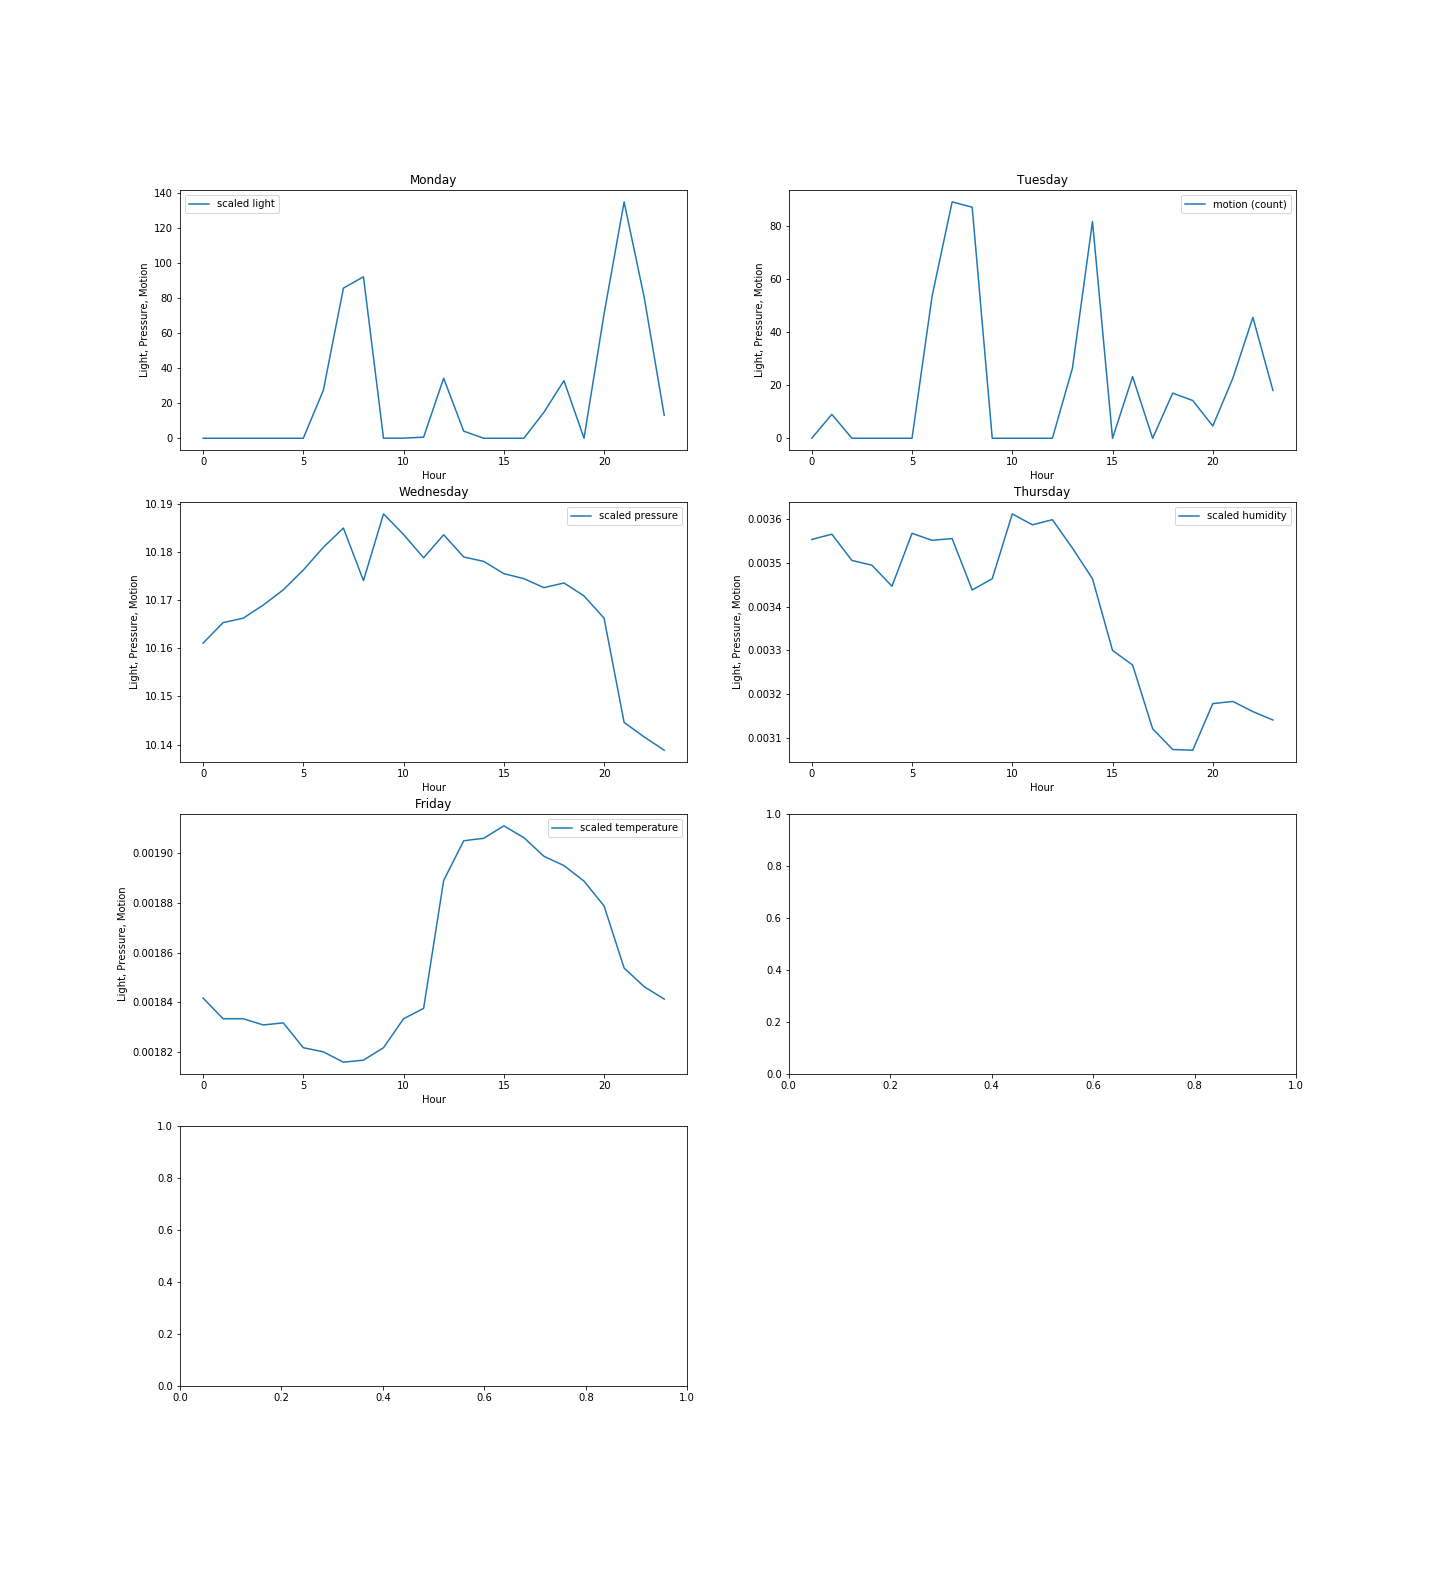 Monday
scaled light
140
120
100
80
60
40
20
0
Light, Pressure, Motion
0 5 10 15 20
Hour
Tuesday
motion (count)
80
60
40
20
0
Light, Pressure, Motion
0 5 10 15 20
Hour
Wednesday
scaled pressure
10.19
10.18
10.17
10.16
10.15
10.14
Light, Pressure, Motion
0 5 10 15 20
Hour
Thursday
scaled humidity
0.0036
0.0035
0.0034
0.0033
0.0032
0.0031
Light, Pressure, Motion
0 5 10 15 20
Hour
Friday
scaled temperature
0.00190
0.00188
0.00186
0.00184
0.00182
Light, Pressure, Motion
0 5 10 15 20
Hour
1.0
0.8
0.6
0.4
0.2
0.0
0.0 0.2 0.4 0.6 0.8 1.0
1.0
0.8
0.6
0.4
0.2
0.0
0.0 0.2 0.4 0.6 0.8 1.0